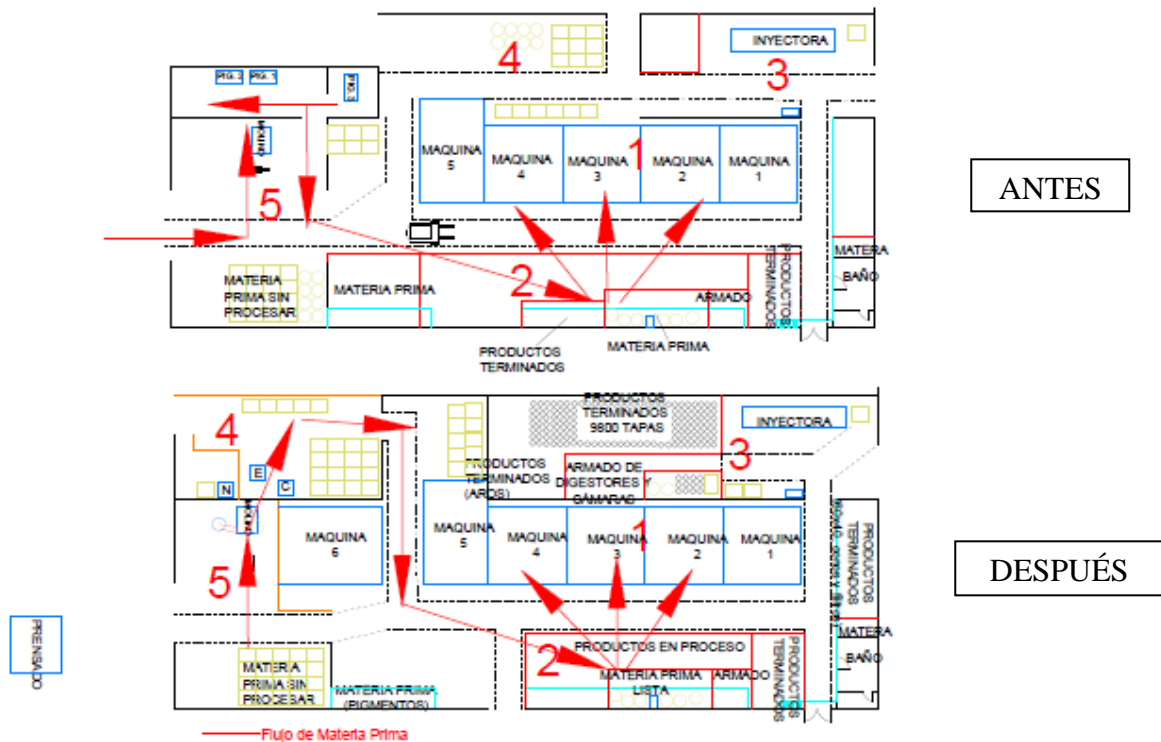 4
INYECTORA
3
PIG. 2
PIG. 1
PIG. 3
MOLINO
MAQUINA
5
MAQUINA
4
MAQUINA
3
1
MAQUINA
2
MAQUINA
1
ANTES
5
2
MATERIA
PRIMA SIN
PROCESAR
MATERIA PRIMA
ARMADO
PRODUCTOS
TERMINADOS
MATERA
BAÑO
PRODUCTOS
TERMINADOS
MATERIA PRIMA
4
PRODUCTOS
TERMINADOS
9800 TAPAS
INYECTORA
3
PRODUCTOS
TERMINADOS
(AROS)
ARMADO DE
DIGESTORES Y
CÁMARAS
E
N
C
MOLINO
MAQUINA
6
MAQUINA
5
MAQUINA
4
MAQUINA
3
1
MAQUINA
2
MAQUINA
1
PRODUCTOS
TERMINADOS
DESPUÉS
5
PRENSADO
2
PRODUCTOS EN PROCESO
MATERIA PRIMA
LISTA
ARMADO
PRODUCTOS
TERMINADOS
MATERA
BAÑO
MATERIA
PRIMA SIN
PROCESAR
MATERIA PRIMA
(PIGMENTOS)
Flujo de Materia Prima